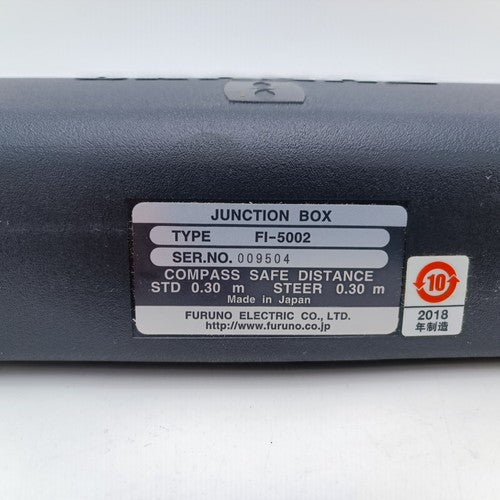 JUNCTION BOX
TYPE FI-5002
SER.NO. 009504
COMPASS SAFE DISTANCE
STD 0.30 m STEER 0.30 m
Made in Japan
FURUNO ELECTRIC CO., LTD.
http://www.furuno.co.jp
10
2018
年制造